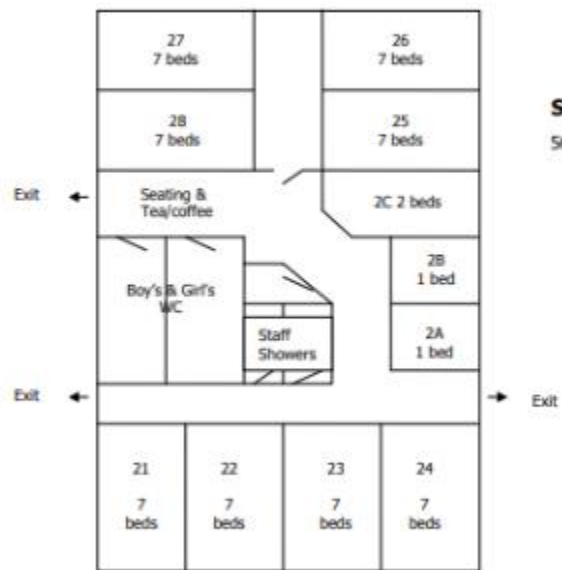 27
7 beds
26
7 beds
28
7 beds
25
7 beds
Exit
Seating &
Tea/coffee
2C 2 beds
Boy's & Girl's
WC
2B
1 bed
Staff
Showers
2A
1 bed
Exit
Exit
21
7
beds
22
7
beds
23
7
beds
24
7
beds